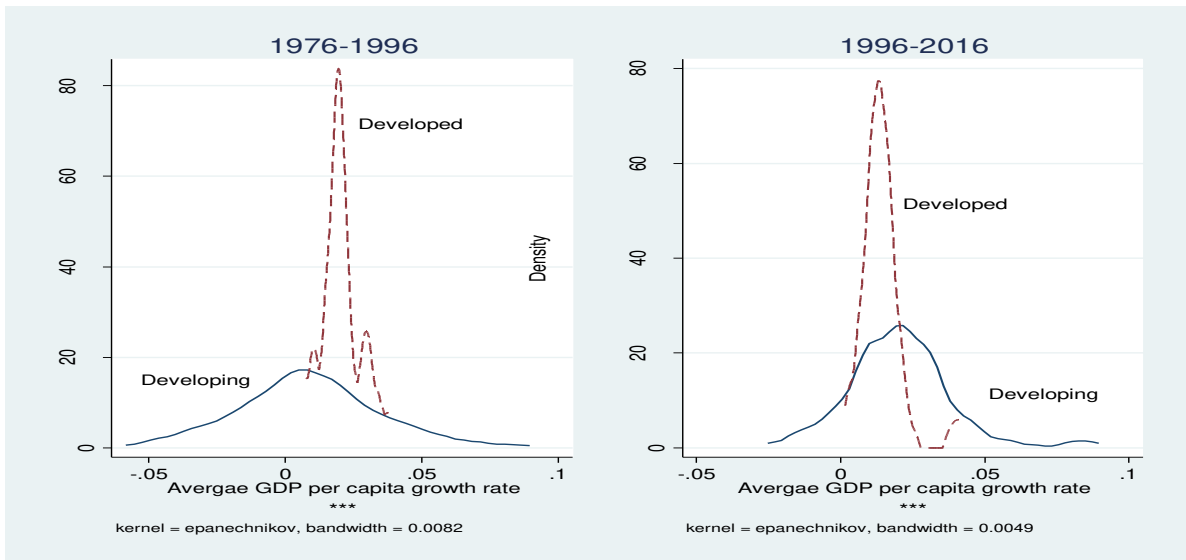 1976-1996
80
60
40
20
0
Developed
Developing
-.05
0
.05
.1
Avergae GDP per capita growth rate
***
kernel = epanechnikov, bandwidth = 0.0082
1996-2016
Density
80
60
40
20
0
Developed
Developing
-.05
0
.05
.1
Avergae GDP per capita growth rate
***
kernel = epanechnikov, bandwidth = 0.0049